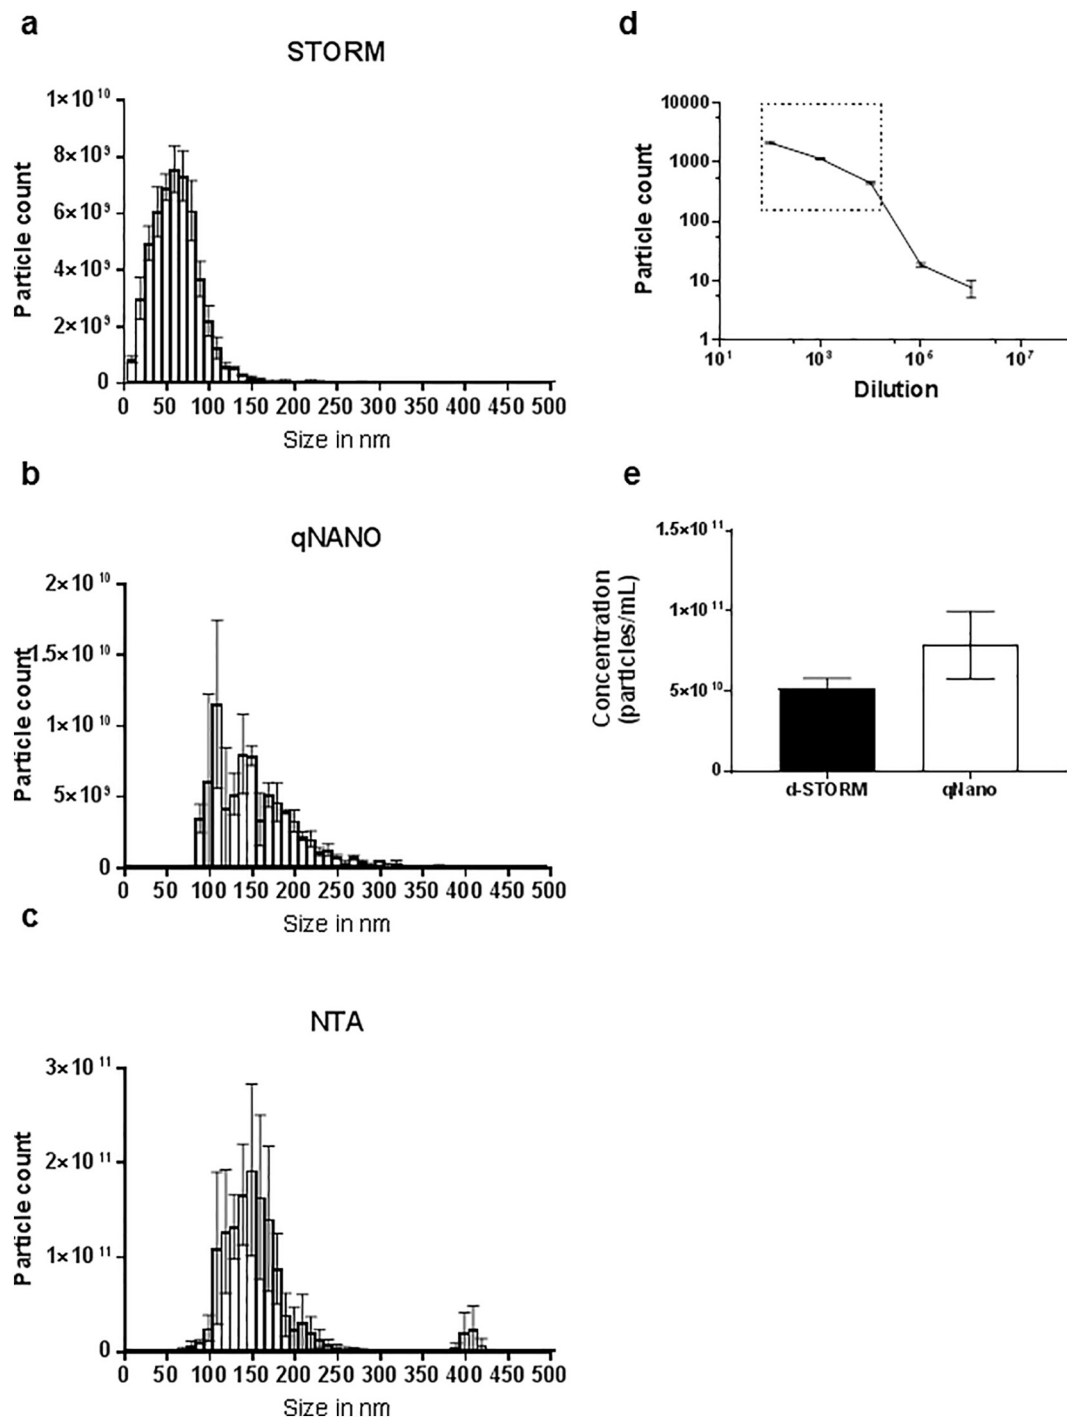 a
STORM
1×10 10
8×10 9
6×10 9
4×10 9
2×10 9
0
Particle count
0 50 100 150 200 250 300 350 400 450 500
Size in nm
b
qNANO
2×10 10
1.5×10 10
1×10 10
5×10 9
0
Particle count
0 50 100 150 200 250 300 350 400 450 500
Size in nm
c
NTA
3×10 11
2×10 11
1×10 11
0
Particle count
0 50 100 150 200 250 300 350 400 450 500
Size in nm
d
10000
1000
100
10
1
Particle count
10 1 10 3 10 6 10 7
Dilution
e
1.5×10 11
1×10 11
5×10 10
0
Concentration
(particles/mL)
d-STORM qNano